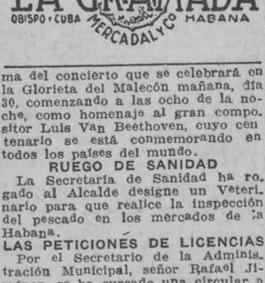 LA GRANADA
OBISPO Y CUBA
HABANA
MERCADAL Y Co
ma del concierto que se celebrará en
la Glorieta del Malecón mañana, día
30, comenzando a las ocho de la no-
che, como homenaje al gran compo-
sitor Luis Van Beethoven, cuyo cen
tenario se está conmemorando en
todos los países del mundo.
RUEGO DE SANIDAD
La Secretaría de Sanidad ha ro-
gado al Alcalde designe un Veteri-
nario para que realice la inspección
del pescado en los mercados de la
Habana.
LAS PETICIONES DE LICENCIAS
Por el Secretario de la Adminis-
tración Municipal, señor Rafael Ji-